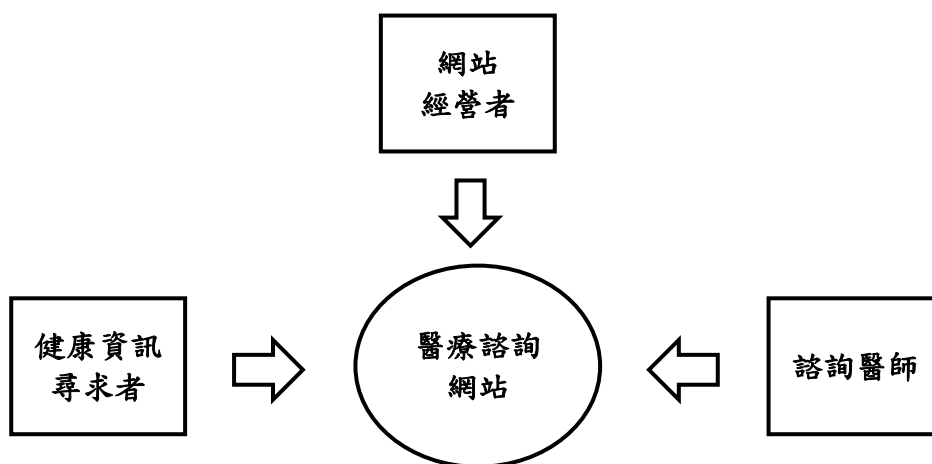 網站
經營者
健康資訊
尋求者
醫療諮詢
網站
諮詢醫師